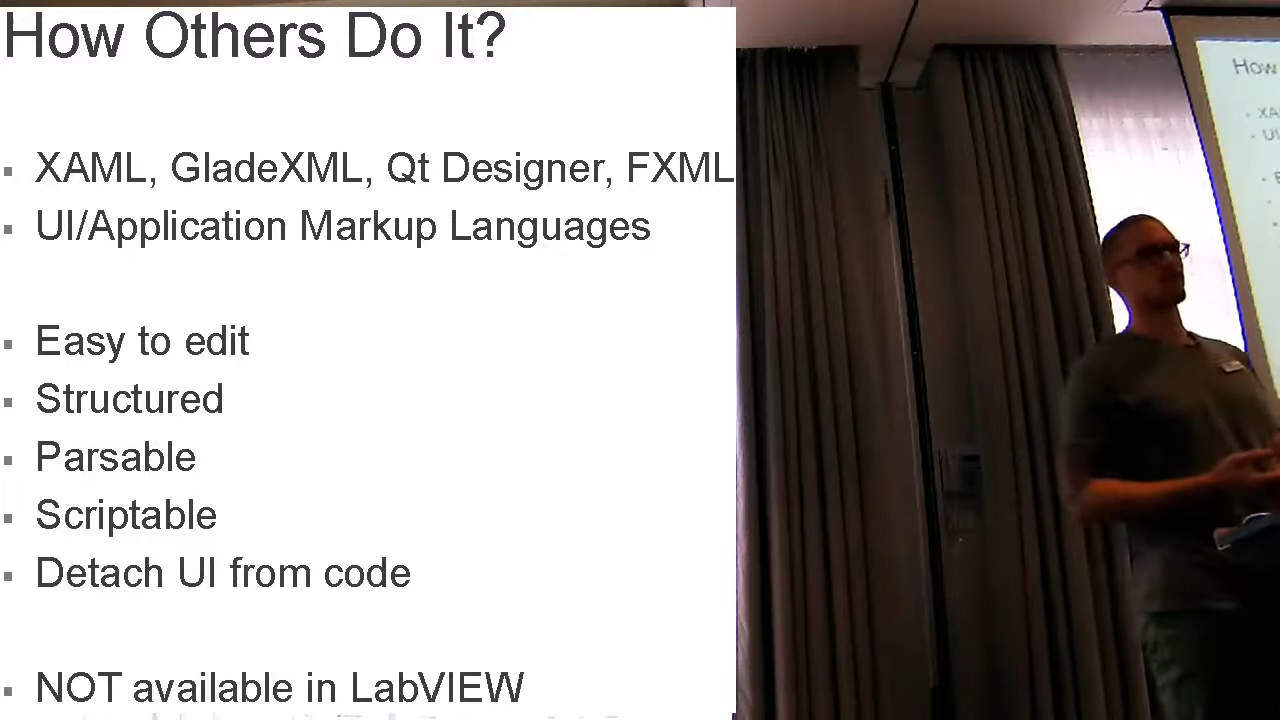 How Others Do It?
▪ XAML, GladeXML, Qt Designer, FXML
▪ UI/Application Markup Languages
▪ Easy to edit
▪ Structured
▪ Parsable
▪ Scriptable
▪ Detach UI from code
▪ NOT available in LabVIEW
How